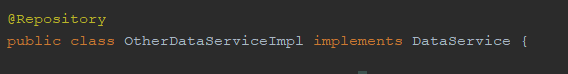 @Repository
public class OtherDataServiceImpl implements DataService {